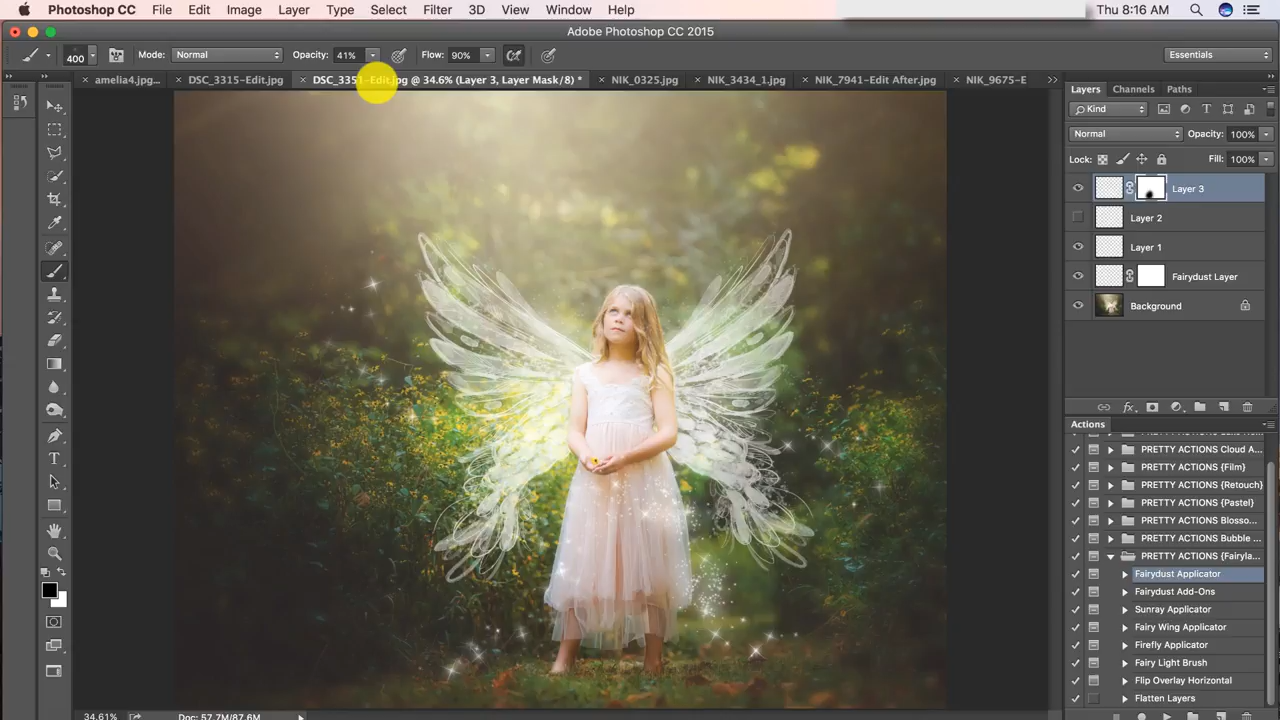 Photoshop CC File Edit Image Layer Type Select Filter 3D View Window Help Thu 8:16 AM
Adobe Photoshop CC 2015
400 Mode: Normal Opacity: 41% Flow: 90% Essentials
× amelia4.jpg... × DSC_3315-Edit.jpg × DSC_3351-Edit.jpg @ 34.6% (Layer 3, Layer Mask/8) * × NIK_0325.jpg × NIK_3434_1.jpg × NIK_7941-Edit After.jpg × NIK_9675-E
Layers Channels Paths
Kind
Normal Opacity: 100%
Lock: Fill: 100%
Layer 3
Layer 2
Layer 1
Fairydust Layer
Background
Actions
PRETTY ACTIONS Cloud A...
PRETTY ACTIONS {Film}
PRETTY ACTIONS {Retouch}
PRETTY ACTIONS {Pastel}
PRETTY ACTIONS Blosso...
PRETTY ACTIONS Bubble ...
PRETTY ACTIONS {Fairyla...
Fairydust Applicator
Fairydust Add-Ons
Sunray Applicator
Fairy Wing Applicator
Firefly Applicator
Fairy Light Brush
Flip Overlay Horizontal
Flatten Layers
34.61% Doc: 57.7M/87.6M